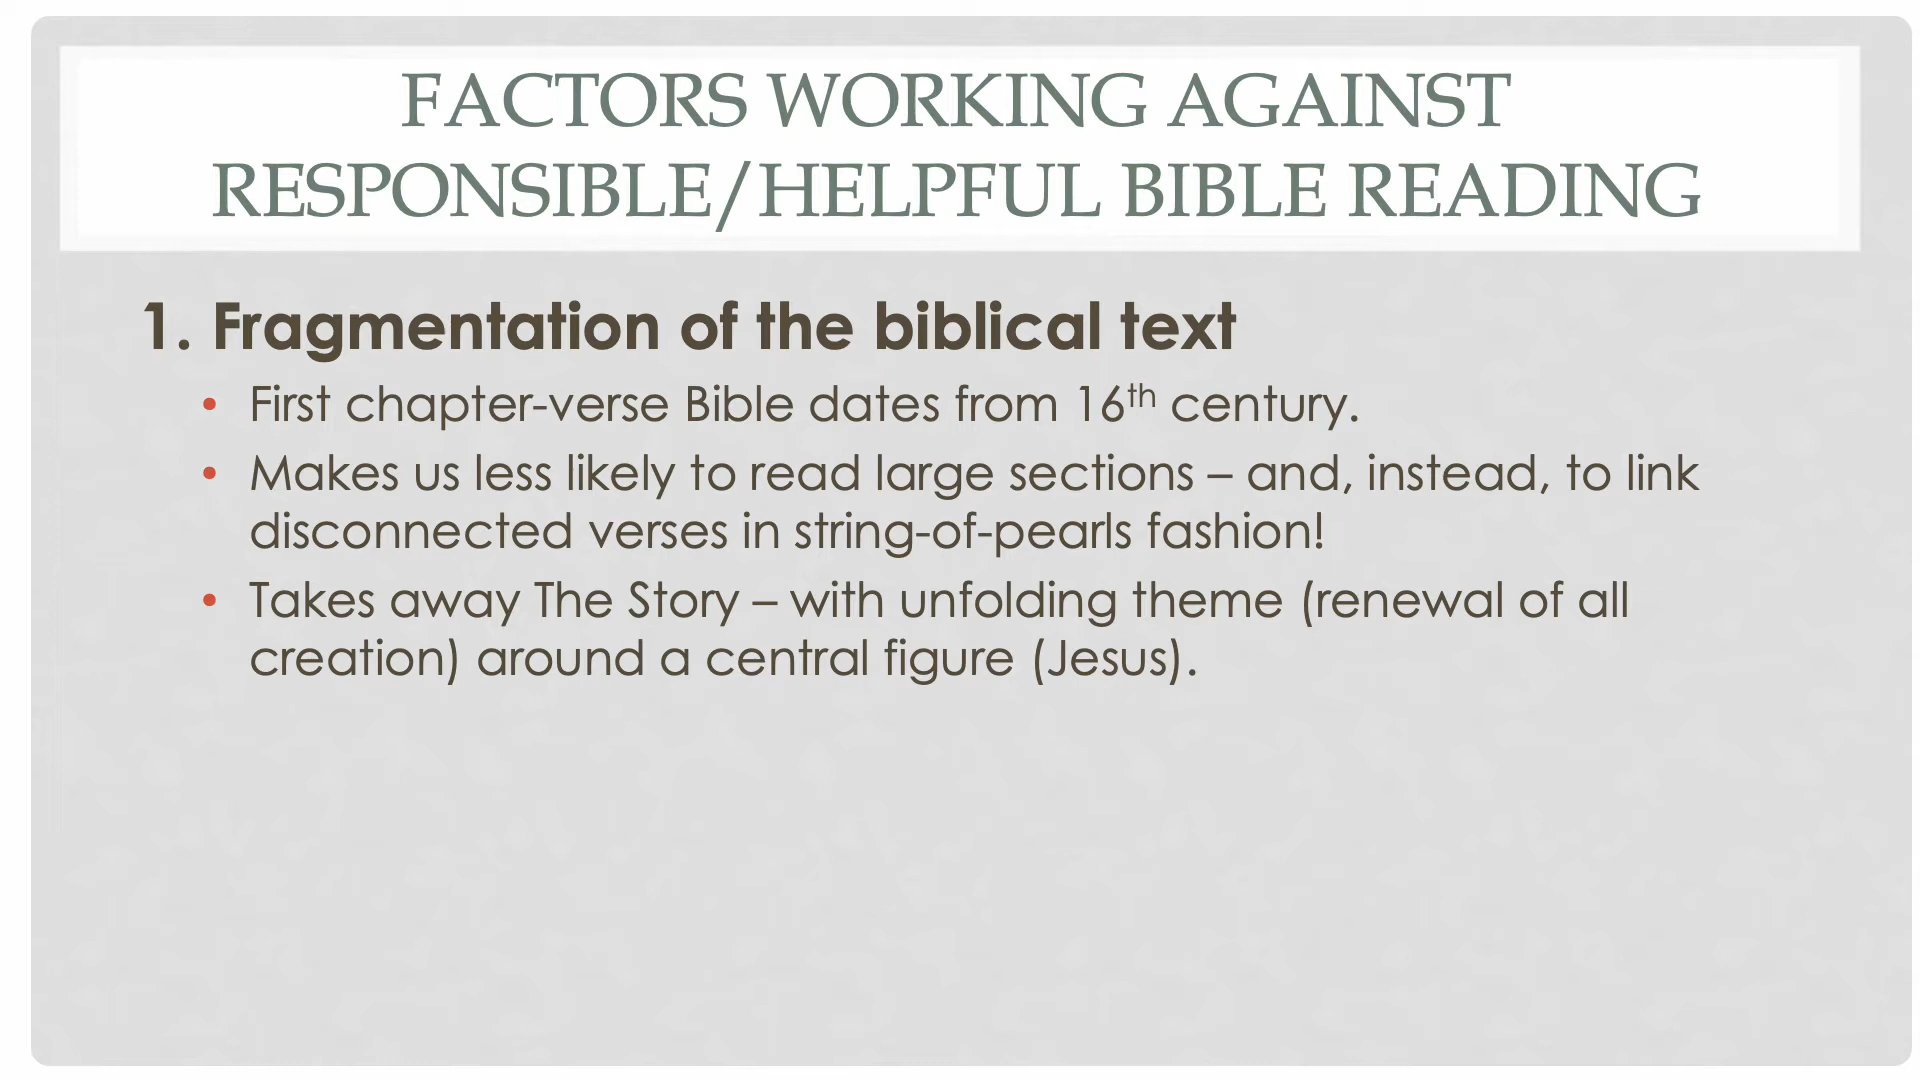 FACTORS WORKING AGAINST
RESPONSIBLE/HELPFUL BIBLE READING
1. Fragmentation of the biblical text
• First chapter-verse Bible dates from 16th century.
• Makes us less likely to read large sections – and, instead, to link
disconnected verses in string-of-pearls fashion!
• Takes away The Story – with unfolding theme (renewal of all
creation) around a central figure (Jesus).